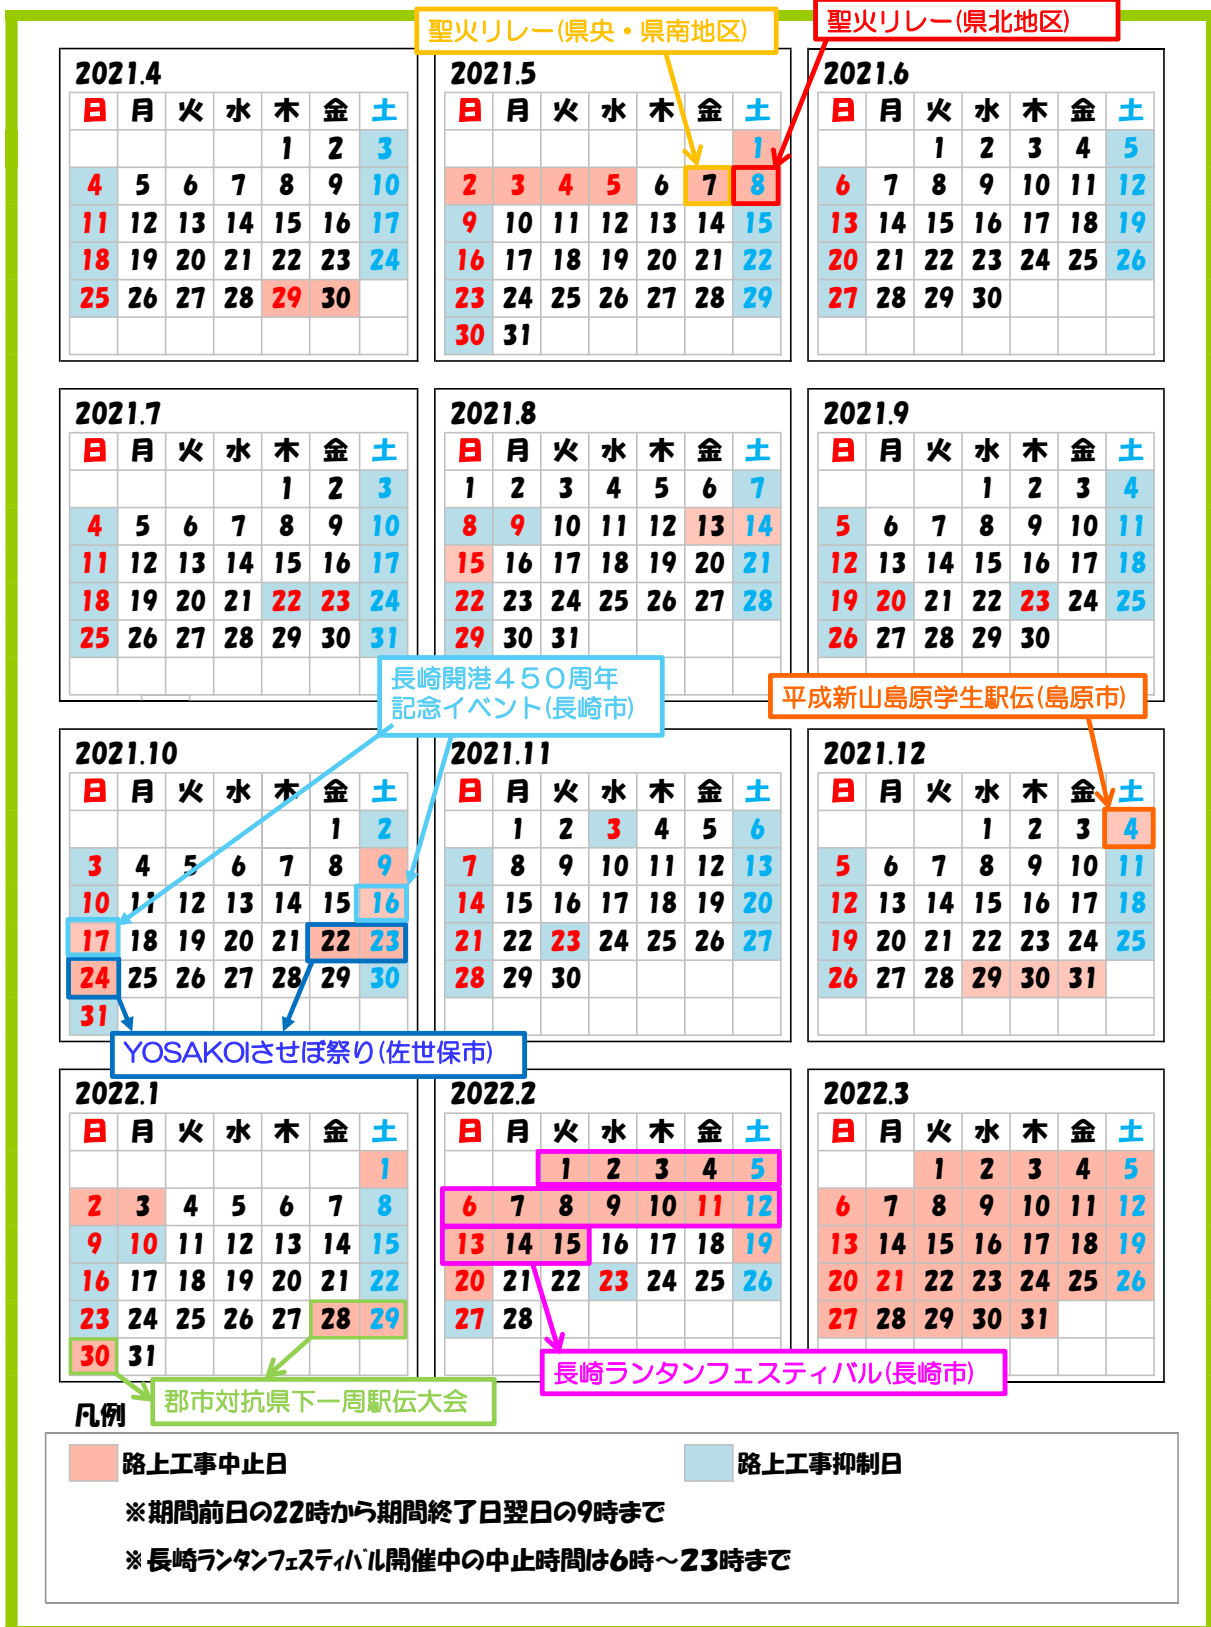 聖火リレー(県央・県南地区)
聖火リレー(県北地区)
2021.4
日 月 火 水 木 金 土
1 2 3
4 5 6 7 8 9 10
11 12 13 14 15 16 17
18 19 20 21 22 23 24
25 26 27 28 29 30
2021.5
日 月 火 水 木 金 土
1
2 3 4 5 6 7 8
9 10 11 12 13 14 15
16 17 18 19 20 21 22
23 24 25 26 27 28 29
30 31
2021.6
日 月 火 水 木 金 土
1 2 3 4 5
6 7 8 9 10 11 12
13 14 15 16 17 18 19
20 21 22 23 24 25 26
27 28 29 30
2021.7
日 月 火 水 木 金 土
1 2 3
4 5 6 7 8 9 10
11 12 13 14 15 16 17
18 19 20 21 22 23 24
25 26 27 28 29 30 31
2021.8
日 月 火 水 木 金 土
1 2 3 4 5 6 7
8 9 10 11 12 13 14
15 16 17 18 19 20 21
22 23 24 25 26 27 28
29 30 31
2021.9
日 月 火 水 木 金 土
1 2 3 4
5 6 7 8 9 10 11
12 13 14 15 16 17 18
19 20 21 22 23 24 25
26 27 28 29 30
長崎開港450周年
記念イベント(長崎市)
平成新山島原学生駅伝(島原市)
2021.10
日 月 火 水 木 金 土
1 2
3 4 5 6 7 8 9
10 11 12 13 14 15 16
17 18 19 20 21 22 23
24 25 26 27 28 29 30
31
2021.11
日 月 火 水 木 金 土
1 2 3 4 5 6
7 8 9 10 11 12 13
14 15 16 17 18 19 20
21 22 23 24 25 26 27
28 29 30
2021.12
日 月 火 水 木 金 土
1 2 3 4
5 6 7 8 9 10 11
12 13 14 15 16 17 18
19 20 21 22 23 24 25
26 27 28 29 30 31
YOSAKOIさせぼ祭り(佐世保市)
2022.1
日 月 火 水 木 金 土
1
2 3 4 5 6 7 8
9 10 11 12 13 14 15
16 17 18 19 20 21 22
23 24 25 26 27 28 29
30 31
2022.2
日 月 火 水 木 金 土
1 2 3 4 5
6 7 8 9 10 11 12
13 14 15 16 17 18 19
20 21 22 23 24 25 26
27 28
2022.3
日 月 火 水 木 金 土
1 2 3 4 5
6 7 8 9 10 11 12
13 14 15 16 17 18 19
20 21 22 23 24 25 26
27 28 29 30 31
長崎ランタンフェスティバル(長崎市)
郡市対抗県下一周駅伝大会
凡例
路上工事中止日
路上工事抑制日
※期間前日の22時から期間終了日翌日の9時まで
※長崎ランタンフェスティバル開催中の中止時間は6時～23時まで